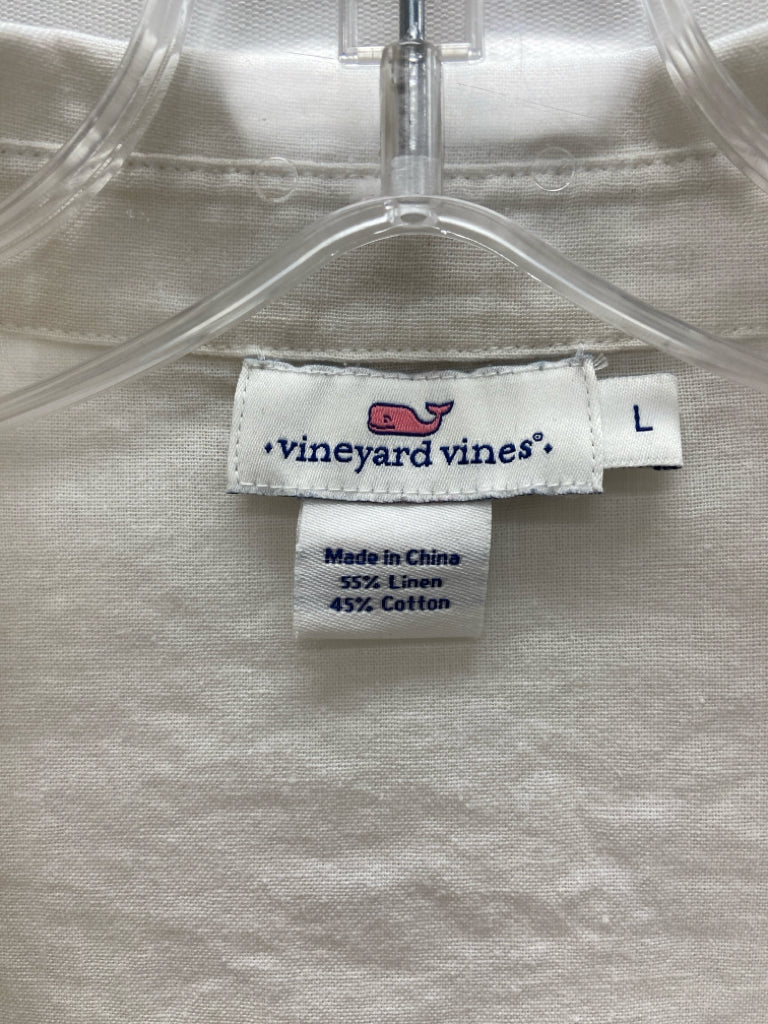 vineyard vines®
L
Made in China
55% Linen
45% Cotton